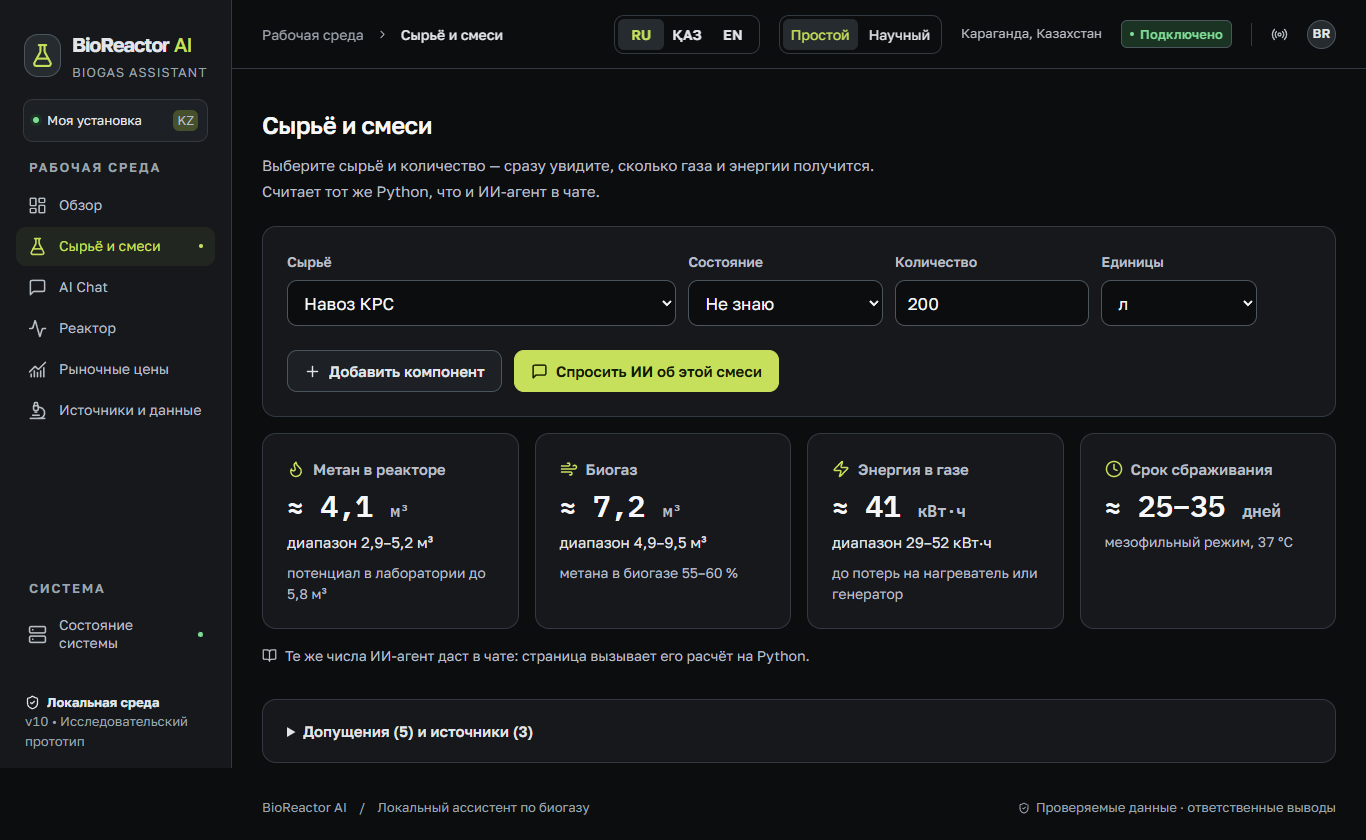 BioReactor AI
BIOGAS ASSISTANT
Моя установка KZ
РАБОЧАЯ СРЕДА
Обзор
Сырьё и смеси
AI Chat
Реактор
Рыночные цены
Источники и данные
СИСТЕМА
Состояние
системы
Локальная среда
v10 • Исследовательский
прототип
Рабочая среда > Сырьё и смеси
RU ҚАЗ EN
Простой Научный
Караганда, Казахстан
• Подключено
BR
Сырьё и смеси
Выберите сырьё и количество — сразу увидите, сколько газа и энергии получится.
Считает тот же Python, что и ИИ-агент в чате.
Сырьё Состояние Количество Единицы
Навоз КРС Не знаю 200 л
+ Добавить компонент Спросить ИИ об этой смеси
Метан в реакторе
≈ 4,1 м³
диапазон 2,9–5,2 м³
потенциал в лаборатории до
5,8 м³
Биогаз
≈ 7,2 м³
диапазон 4,9–9,5 м³
метана в биогазе 55–60 %
Энергия в газе
≈ 41 кВт·ч
диапазон 29–52 кВт·ч
до потерь на нагреватель или
генератор
Срок сбраживания
≈ 25–35 дней
мезофильный режим, 37 °C
Те же числа ИИ-агент даст в чате: страница вызывает его расчёт на Python.
▶ Допущения (5) и источники (3)
BioReactor AI / Локальный ассистент по биогазу
Проверяемые данные · ответственные выводы